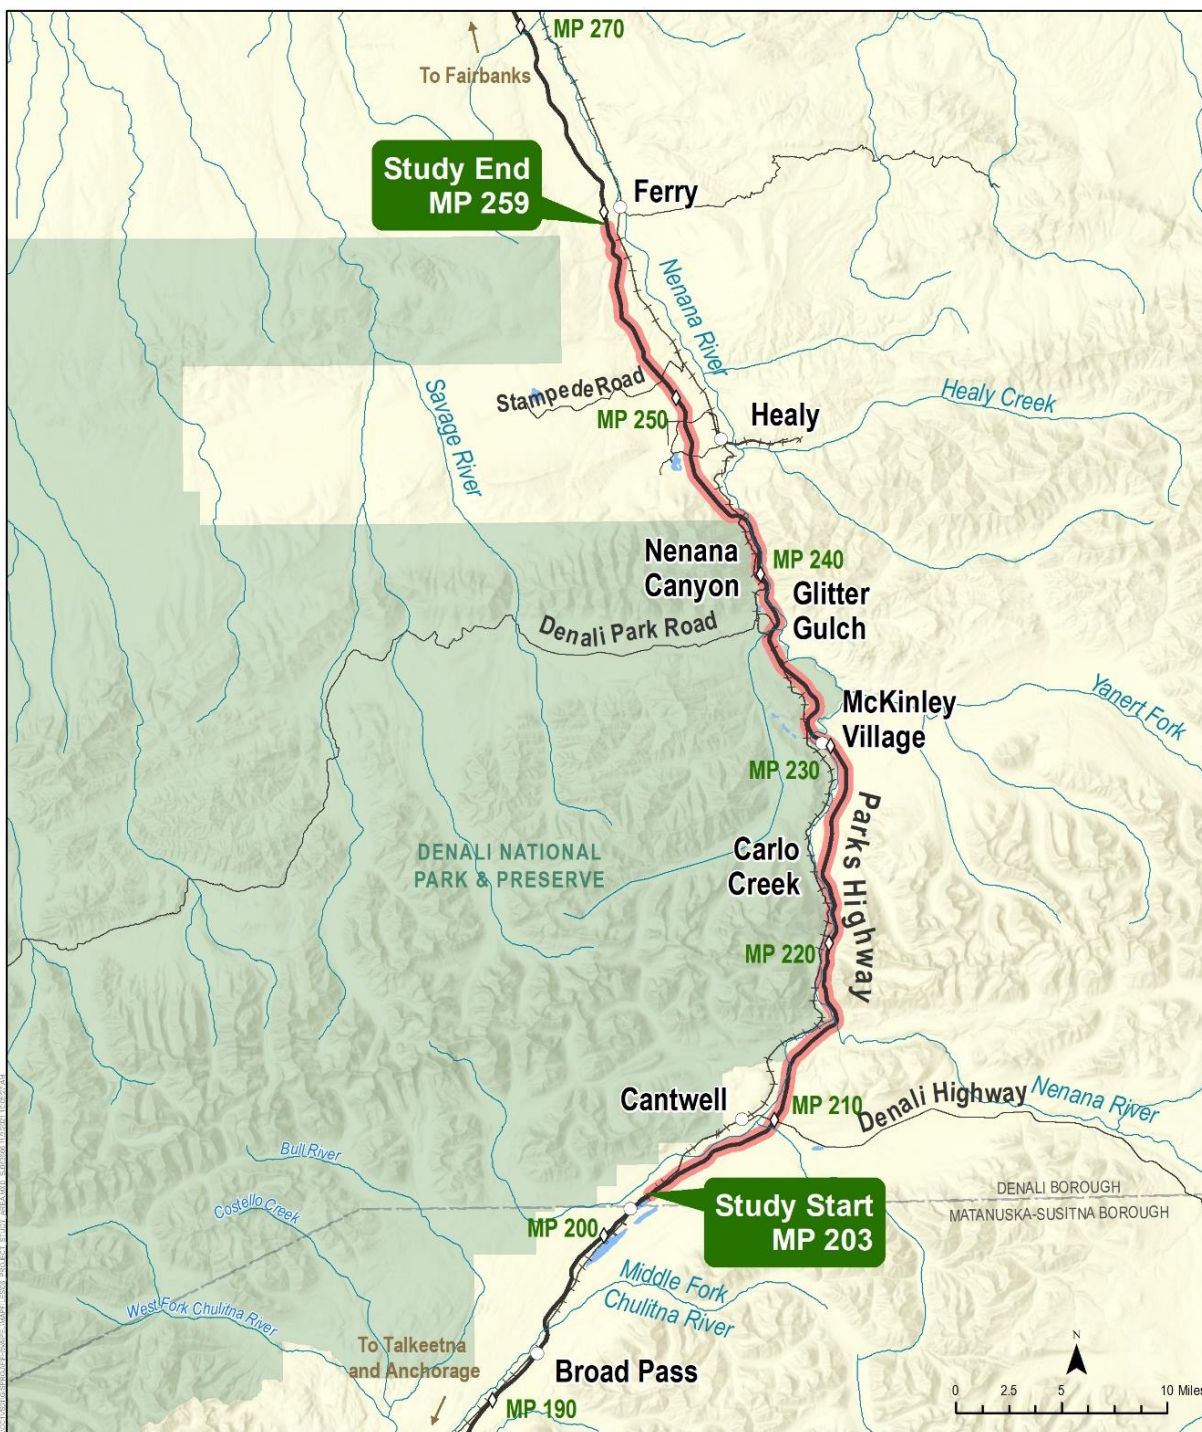 MP 270
To Fairbanks
Study End
MP 259
Ferry
Nenana River
Stampede Road
MP 250
Savage River
Healy
Healy Creek
Nenana
Canyon
MP 240
Glitter
Gulch
Denali Park Road
McKinley
Village
Yanert Fork
MP 230
Parks Highway
DENALI NATIONAL
PARK & PRESERVE
Carlo
Creek
MP 220
Cantwell
MP 210
Denali Highway
Nenana River
Bull River
Costello Creek
DENALI BOROUGH
MATANUSKA-SUSITNA BOROUGH
Study Start
MP 203
MP 200
Middle Fork
Chulitna River
West Fork Chulitna River
To Talkeetna
and Anchorage
Broad Pass
MP 190
N
0 2.5 5 10 Miles